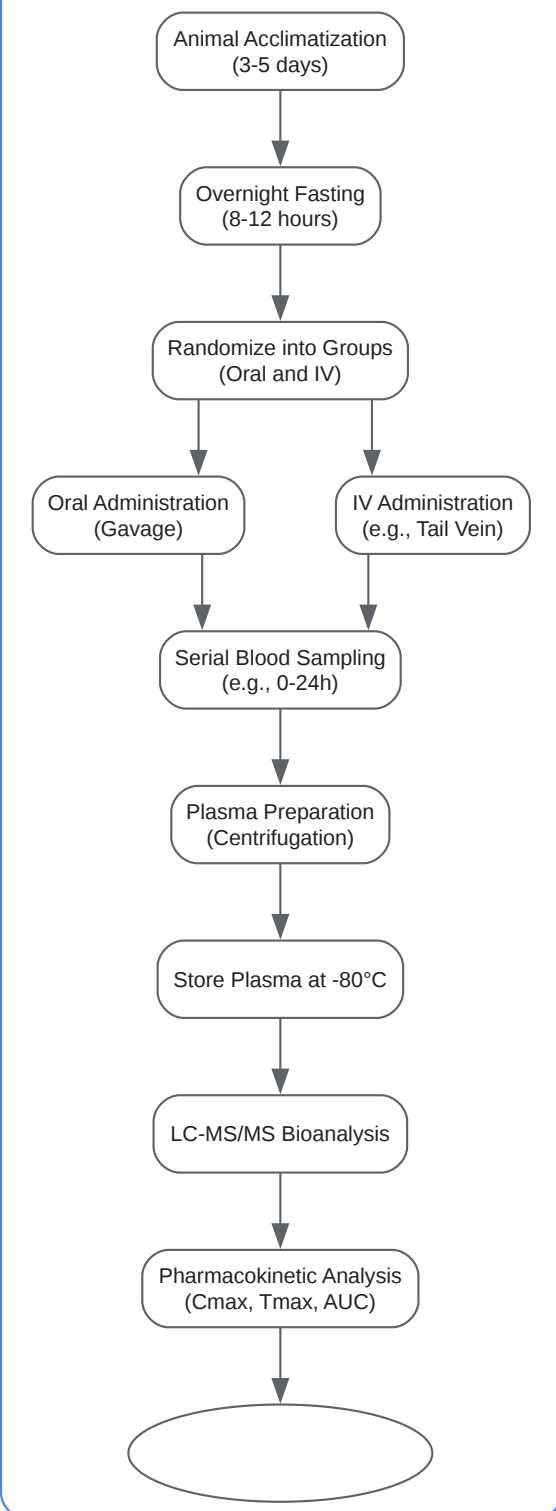 Animal Acclimatization
(3-5 days)
Overnight Fasting
(8-12 hours)
Randomize into Groups
(Oral and IV)
Oral Administration
(Gavage)
IV Administration
(e.g., Tail Vein)
Serial Blood Sampling
(e.g., 0-24h)
Plasma Preparation
(Centrifugation)
Store Plasma at -80°C
LC-MS/MS Bioanalysis
Pharmacokinetic Analysis
(Cmax, Tmax, AUC)